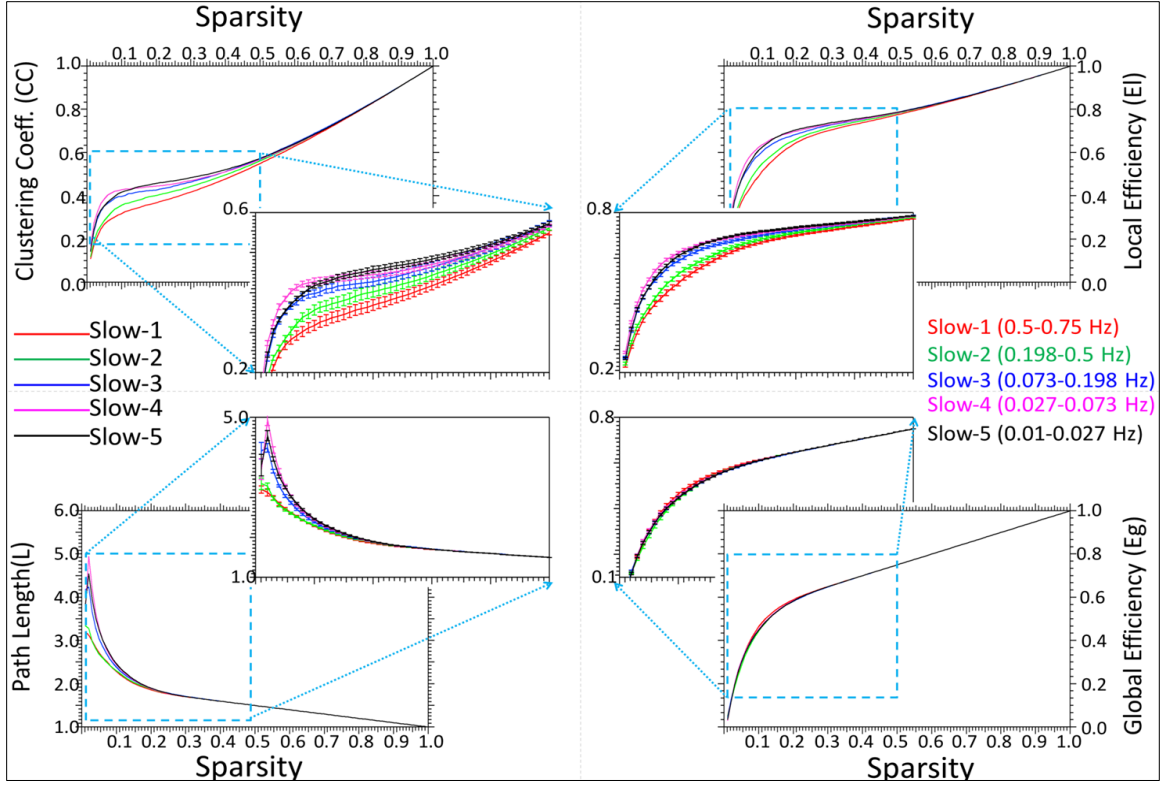 Sparsity
Sparsity
0.1 0.2 0.3 0.4 0.5 0.6 0.7 0.8 0.9 1.0
0.1 0.2 0.3 0.4 0.5 0.6 0.7 0.8 0.9 1.0
Clustering Coeff. (CC)
1.0
0.8
0.6
0.4
0.2
0.0
0.6
0.2
Local Efficiency (El)
1.0
0.8
0.6
0.4
0.2
0.0
0.8
0.2
Slow-1
Slow-2
Slow-3
Slow-4
Slow-5
Slow-1 (0.5-0.75 Hz)
Slow-2 (0.198-0.5 Hz)
Slow-3 (0.073-0.198 Hz)
Slow-4 (0.027-0.073 Hz)
Slow-5 (0.01-0.027 Hz)
5.0
1.0
Path Length(L)
6.0
5.0
4.0
3.0
2.0
1.0
0.8
0.1
Global Efficiency (Eg)
1.0
0.8
0.6
0.4
0.2
0.0
0.1 0.2 0.3 0.4 0.5 0.6 0.7 0.8 0.9 1.0
0.1 0.2 0.3 0.4 0.5 0.6 0.7 0.8 0.9 1.0
Sparsity
Sparsity